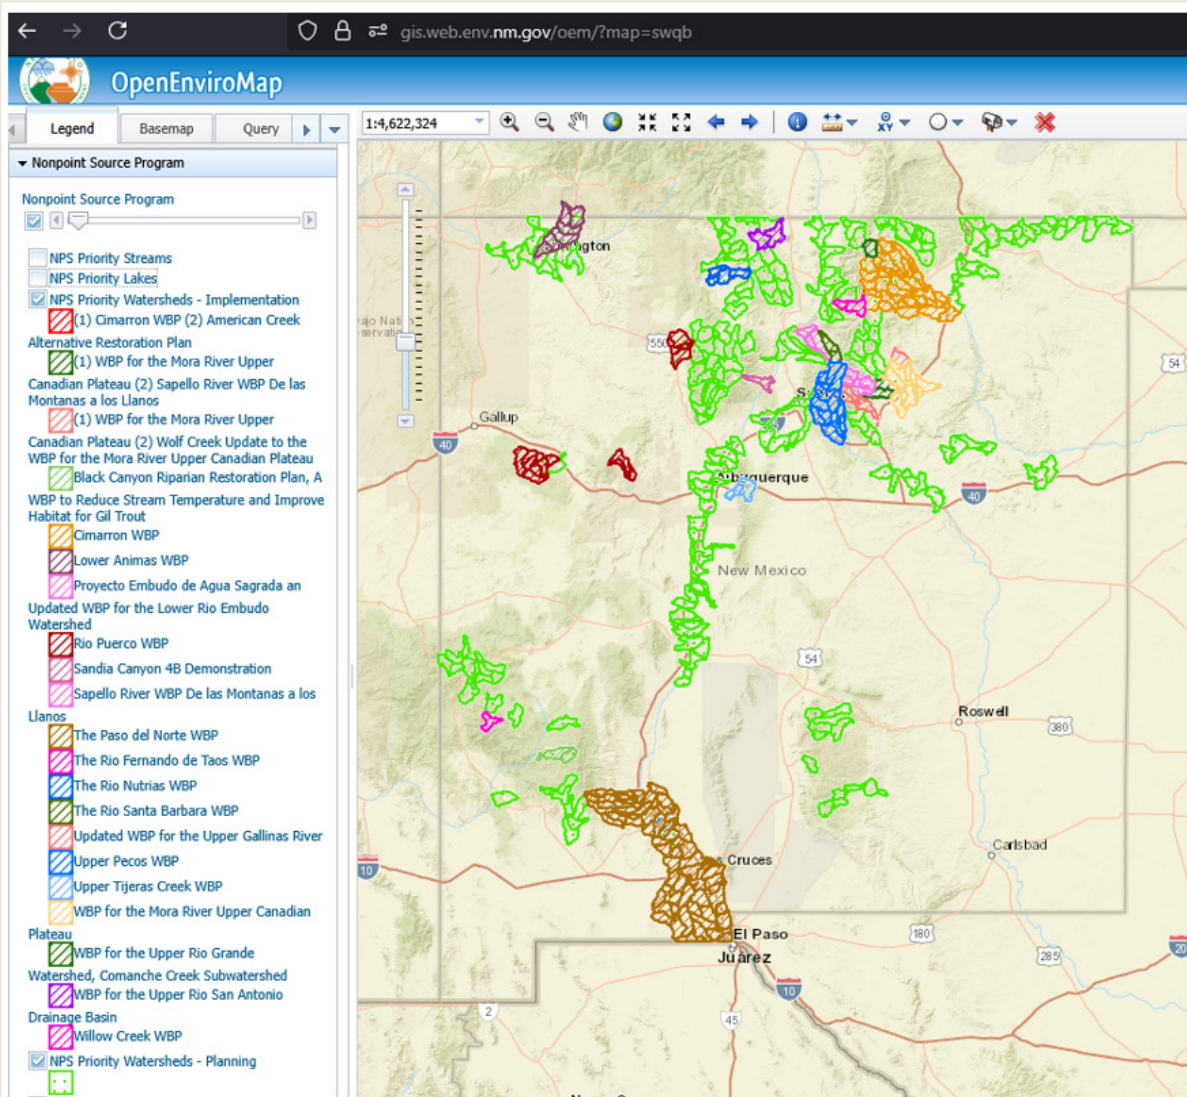 gis.web.env.nm.gov/oem/?map=swqb
OpenEnviroMap
Legend
Basemap
Query
1:4,622,324
XY
Nonpoint Source Program
Nonpoint Source Program
NPS Priority Streams
NPS Priority Lakes
NPS Priority Watersheds - Implementation
(1) Cimarron WBP (2) American Creek
Alternative Restoration Plan
(1) WBP for the Mora River Upper
Canadian Plateau (2) Sapello River WBP De las
Montanas a los Llanos
(1) WBP for the Mora River Upper
Canadian Plateau (2) Wolf Creek Update to the
WBP for the Mora River Upper Canadian Plateau
Black Canyon Riparian Restoration Plan, A
WBP to Reduce Stream Temperature and Improve
Habitat for Gil Trout
Cimarron WBP
Lower Animas WBP
Proyecto Embudo de Agua Sagrada an
Updated WBP for the Lower Rio Embudo
Watershed
Rio Puerco WBP
Sandia Canyon 4B Demonstration
Sapello River WBP De las Montanas a los
Llanos
The Paso del Norte WBP
The Rio Fernando de Taos WBP
The Rio Nutrias WBP
The Rio Santa Barbara WBP
Updated WBP for the Upper Gallinas River
Upper Pecos WBP
Upper Tijeras Creek WBP
WBP for the Mora River Upper Canadian
Plateau
WBP for the Upper Rio Grande
Watershed, Comanche Creek Subwatershed
WBP for the Upper Rio San Antonio
Drainage Basin
Willow Creek WBP
NPS Priority Watersheds - Planning
ngton
550
54
Gallup
40
Albuquerque
40
New Mexico
54
Roswell
380
Carlsbad
10
s Cruces
El Paso
Juárez
180
285
20
10
2
45